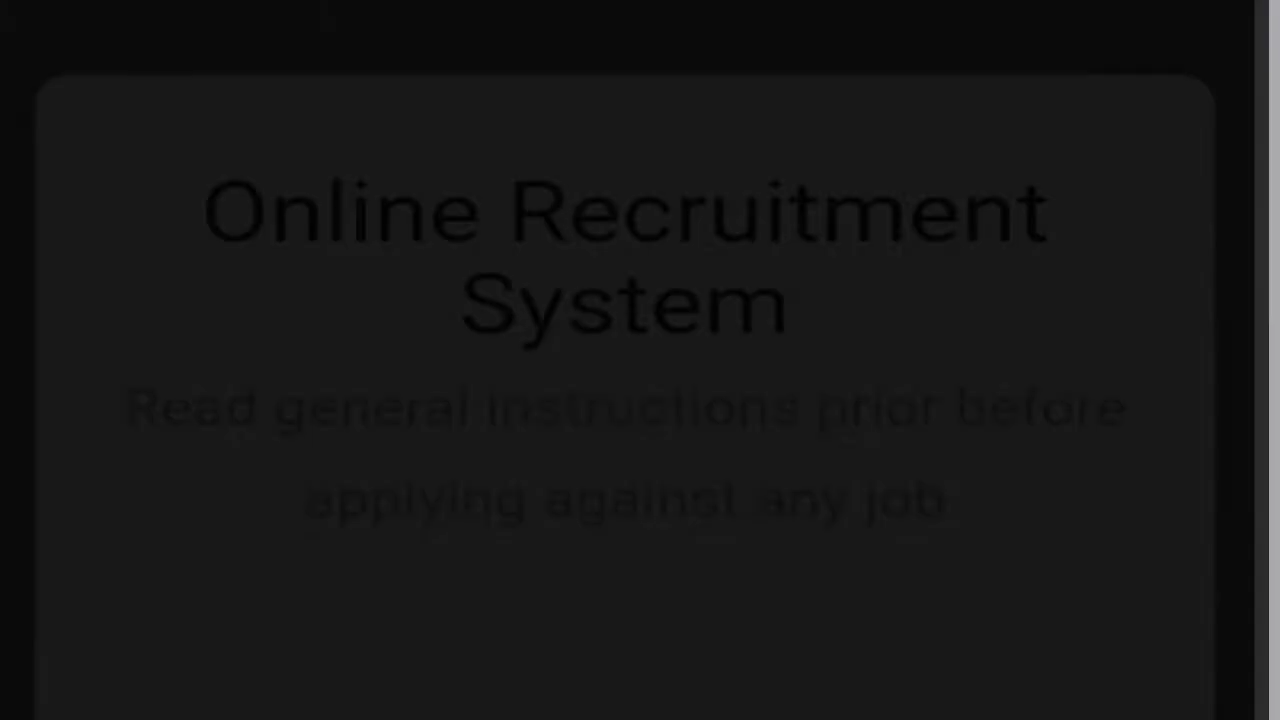 Online Recruitment
System
Read general instructions prior before
applying against any job